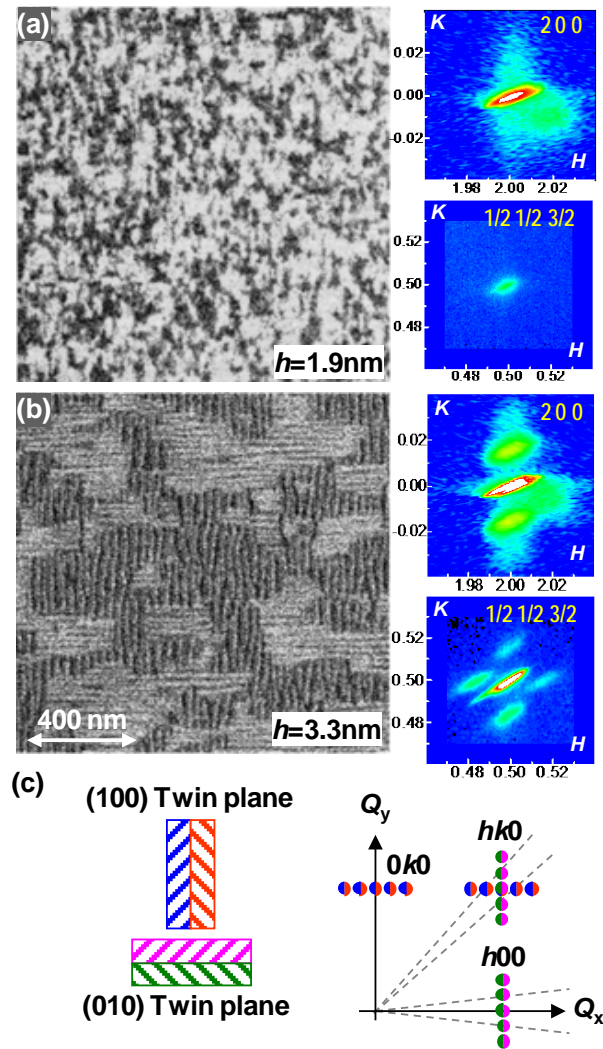 (a)
K
2 0 0
0.02
0.00
-0.02
H
1.98 2.00 2.02
K
1/2 1/2 3/2
0.52
0.50
0.48
H
0.48 0.50 0.52
h=1.9nm
(b)
K
2 0 0
0.02
0.00
-0.02
H
1.98 2.00 2.02
K
1/2 1/2 3/2
0.52
0.50
0.48
H
0.48 0.50 0.52
400 nm
h=3.3nm
(c)
(100) Twin plane
(010) Twin plane
Qy
0k0
hk0
h00
Qx